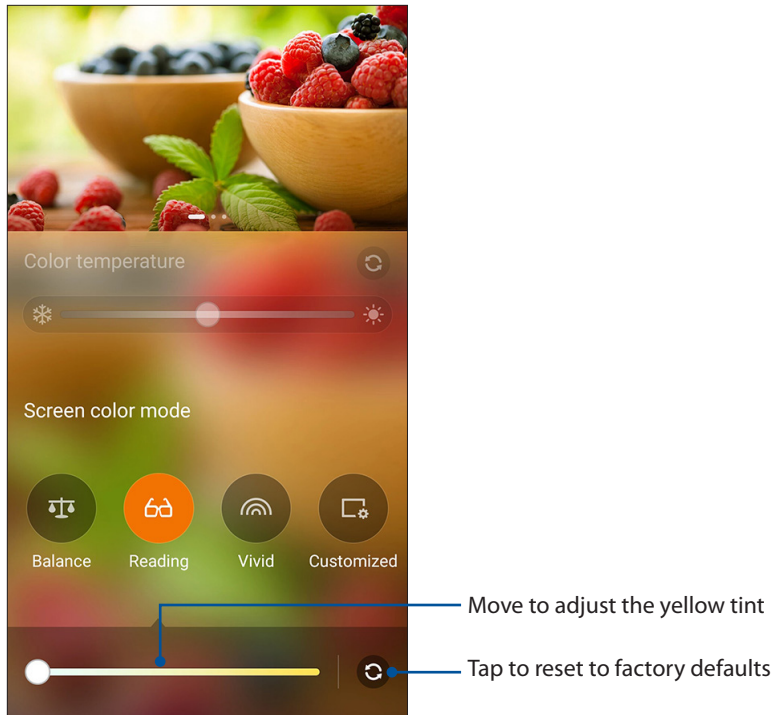 Color temperature
Screen color mode
Balance
Reading
Vivid
Customized
Move to adjust the yellow tint
Tap to reset to factory defaults